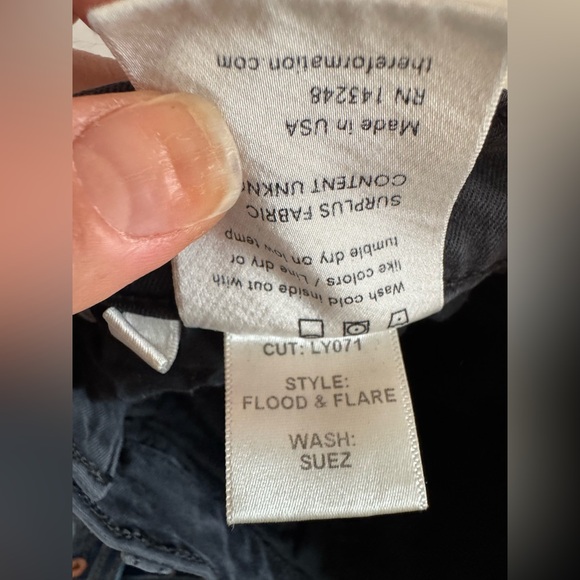 thereformation.com
RN 143248
Made in USA
SURPLUS FABRIC
CONTENT
Wash cold inside out with
like colors / Line dry or
tumble dry on low temp
CUT: LY071
STYLE:
FLOOD & FLARE
WASH:
SUEZ